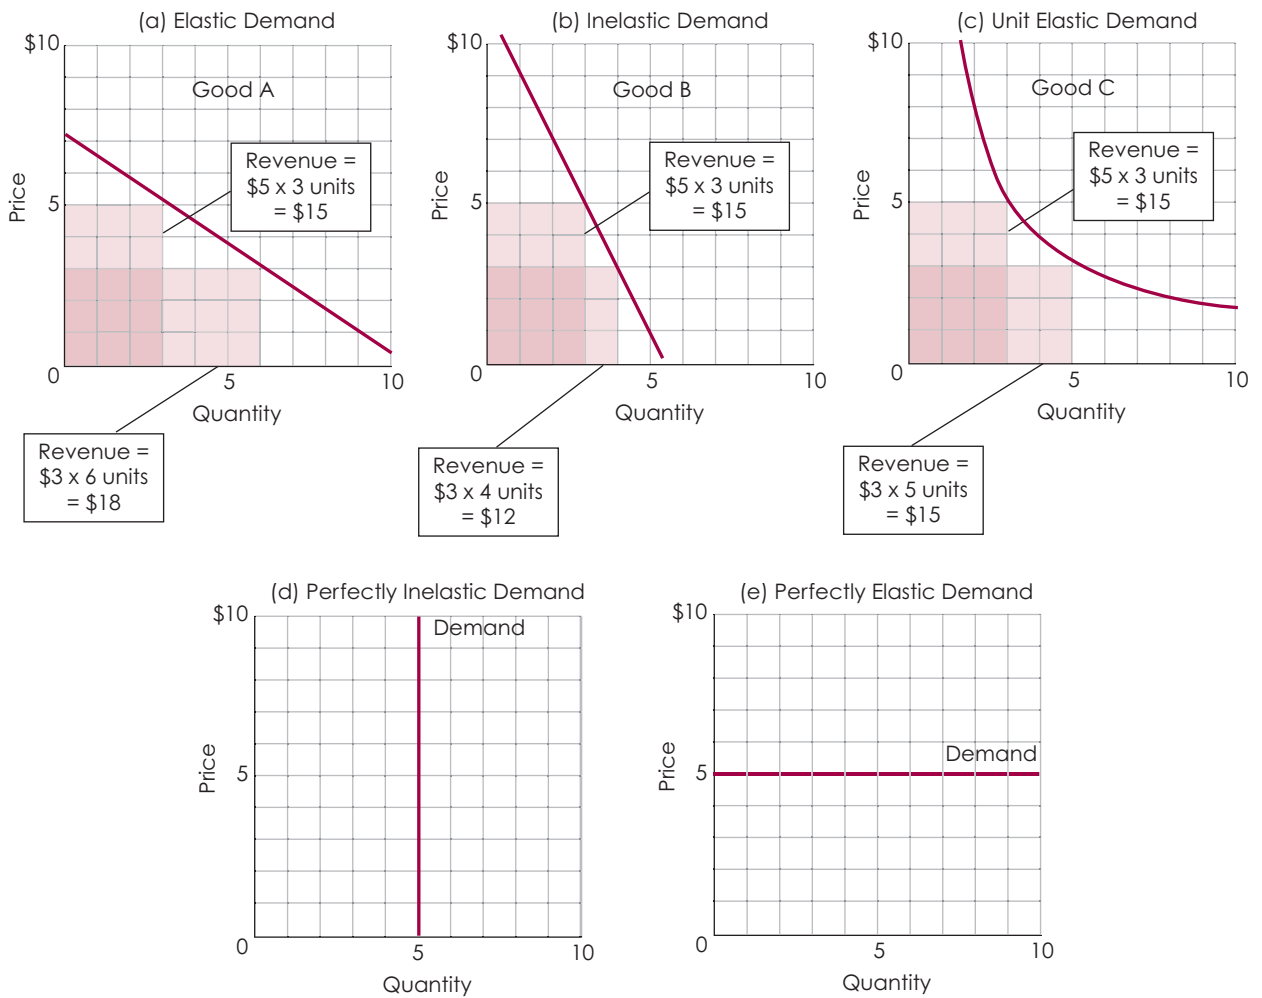 (a) Elastic Demand
$10
Good A
Revenue =
$5 x 3 units
= $15
Price
5
0
5
10
Quantity
Revenue =
$3 x 6 units
= $18
(b) Inelastic Demand
$10
Good B
Revenue =
$5 x 3 units
= $15
Price
5
0
5
10
Quantity
Revenue =
$3 x 4 units
= $12
(c) Unit Elastic Demand
$10
Good C
Revenue =
$5 x 3 units
= $15
Price
5
0
5
10
Quantity
Revenue =
$3 x 5 units
= $15
(d) Perfectly Inelastic Demand
$10
Demand
Price
5
0
5
10
Quantity
(e) Perfectly Elastic Demand
$10
Demand
Price
5
0
5
10
Quantity